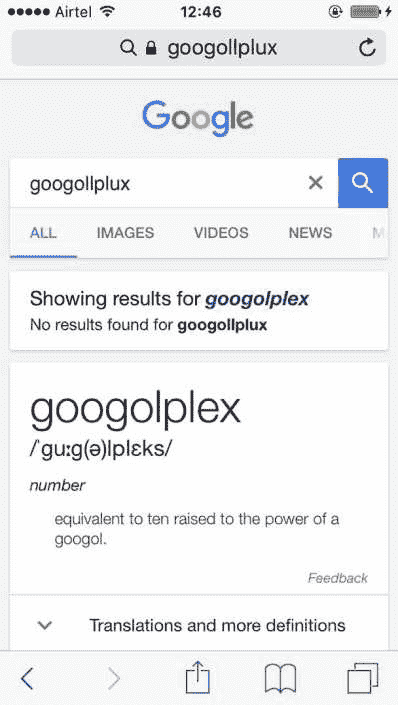 Airtel 12:46
googollplux
Google
googollplux
ALL IMAGES VIDEOS NEWS M
Showing results for googolplex
No results found for googollplux
googolplex
/ˈɡuːɡ(ə)lplɛks/
number
equivalent to ten raised to the power of a
googol.
Feedback
Translations and more definitions